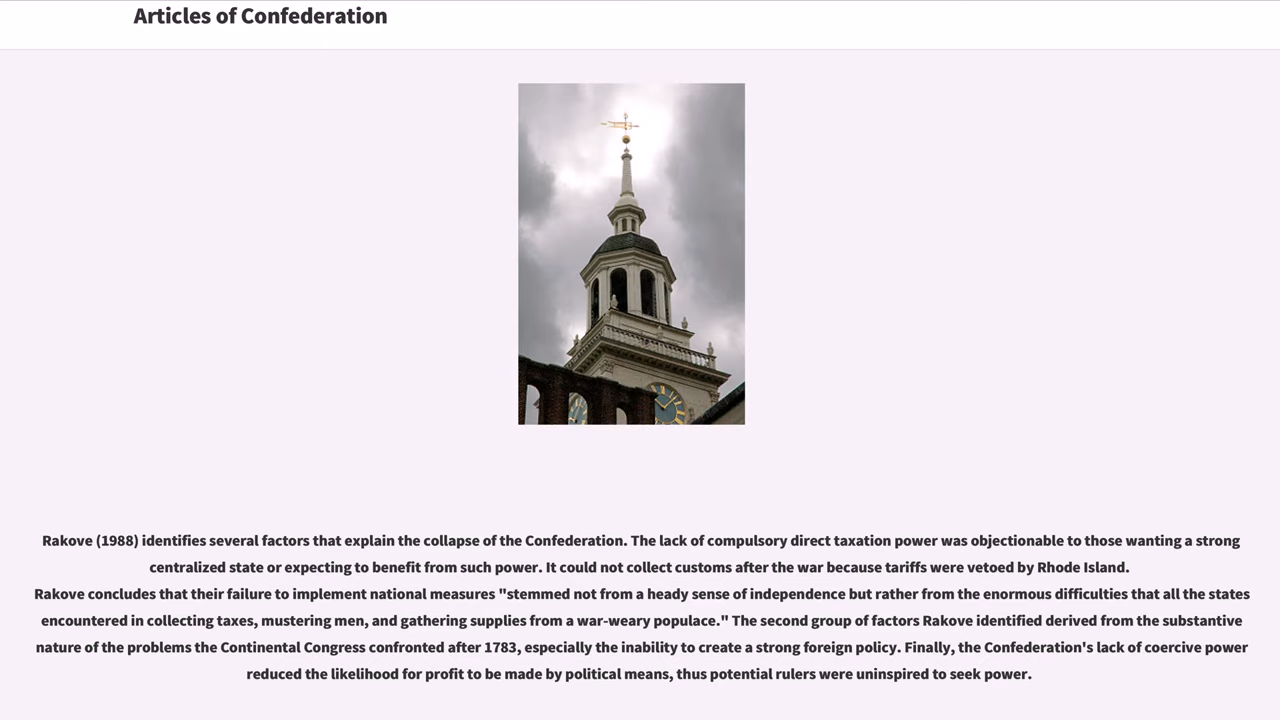 Articles of Confederation
Rakove (1988) identifies several factors that explain the collapse of the Confederation. The lack of compulsory direct taxation power was objectionable to those wanting a strong
centralized state or expecting to benefit from such power. It could not collect customs after the war because tariffs were vetoed by Rhode Island.
Rakove concludes that their failure to implement national measures "stemmed not from a heady sense of independence but rather from the enormous difficulties that all the states
encountered in collecting taxes, mustering men, and gathering supplies from a war-weary populace." The second group of factors Rakove identified derived from the substantive
nature of the problems the Continental Congress confronted after 1783, especially the inability to create a strong foreign policy. Finally, the Confederation's lack of coercive power
reduced the likelihood for profit to be made by political means, thus potential rulers were uninspired to seek power.